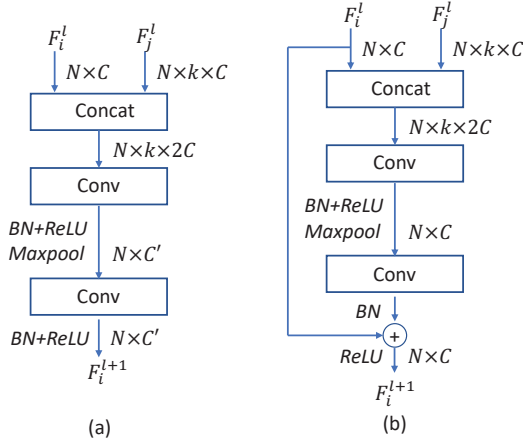 F_i^l F_j^l
N×C N×k×C
Concat
N×k×2C
Conv
BN+ReLU
Maxpool N×C′
Conv
BN+ReLU N×C′
F_i^{l+1}
(a)
F_i^l F_j^l
N×C N×k×C
Concat
N×k×2C
Conv
BN+ReLU
Maxpool N×C
Conv
BN
+
ReLU N×C
F_i^{l+1}
(b)